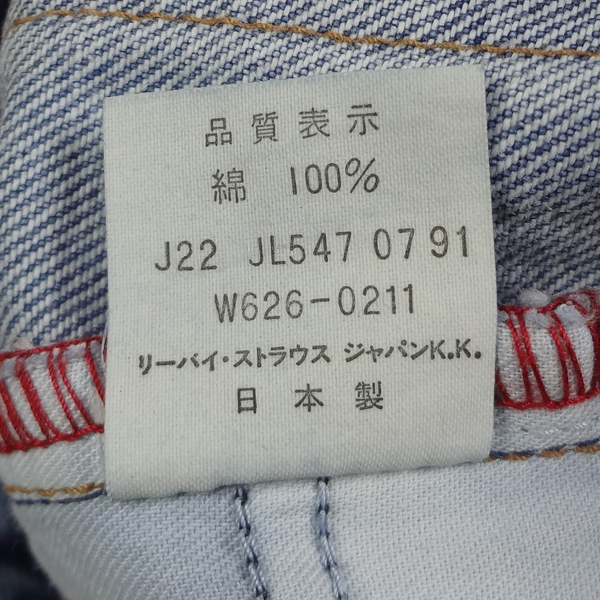 品質表示
綿 100%
J22 JL547 07 91
W626-0211
リーバイ・ストラウス ジャパンK.K.
日本製